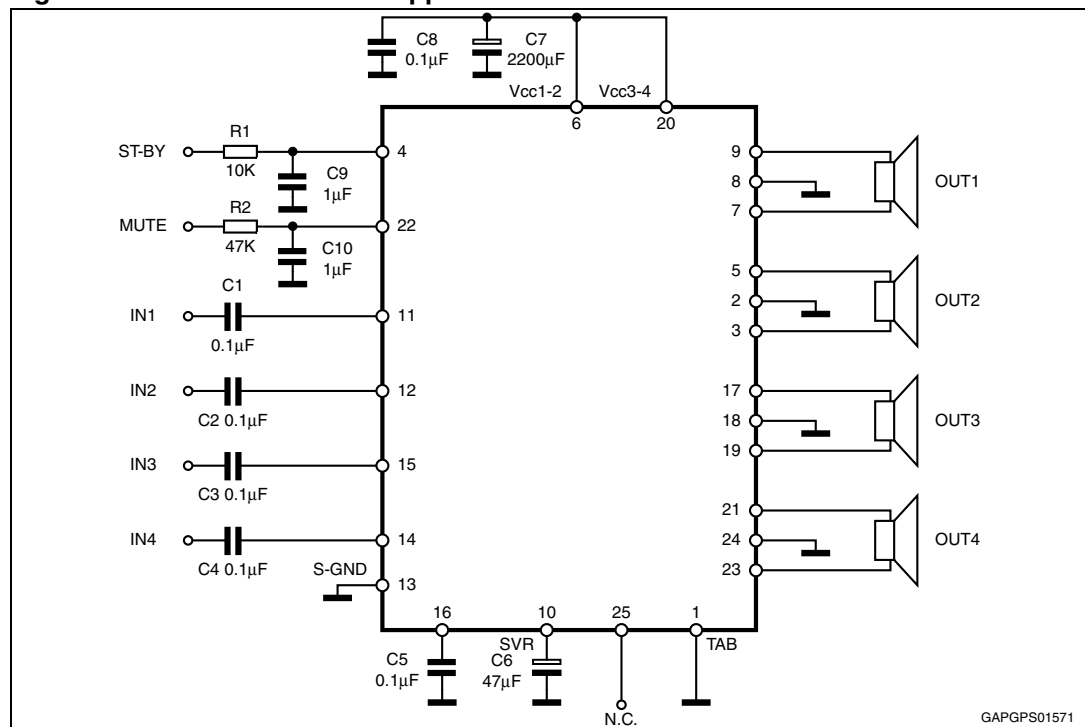 C8
0.1µF
C7
2200µF
Vcc1-2
Vcc3-4
6
20
ST-BY
R1
10K
4
C9
1µF
MUTE
R2
47K
22
C10
1µF
IN1
C1
0.1µF
11
IN2
C2 0.1µF
12
IN3
C3 0.1µF
15
IN4
C4 0.1µF
14
S-GND
13
9
8
7
OUT1
5
2
3
OUT2
17
18
19
OUT3
21
24
23
OUT4
16
10
25
1
SVR
TAB
C5
0.1µF
C6
47µF
N.C.
GAPGPS01571